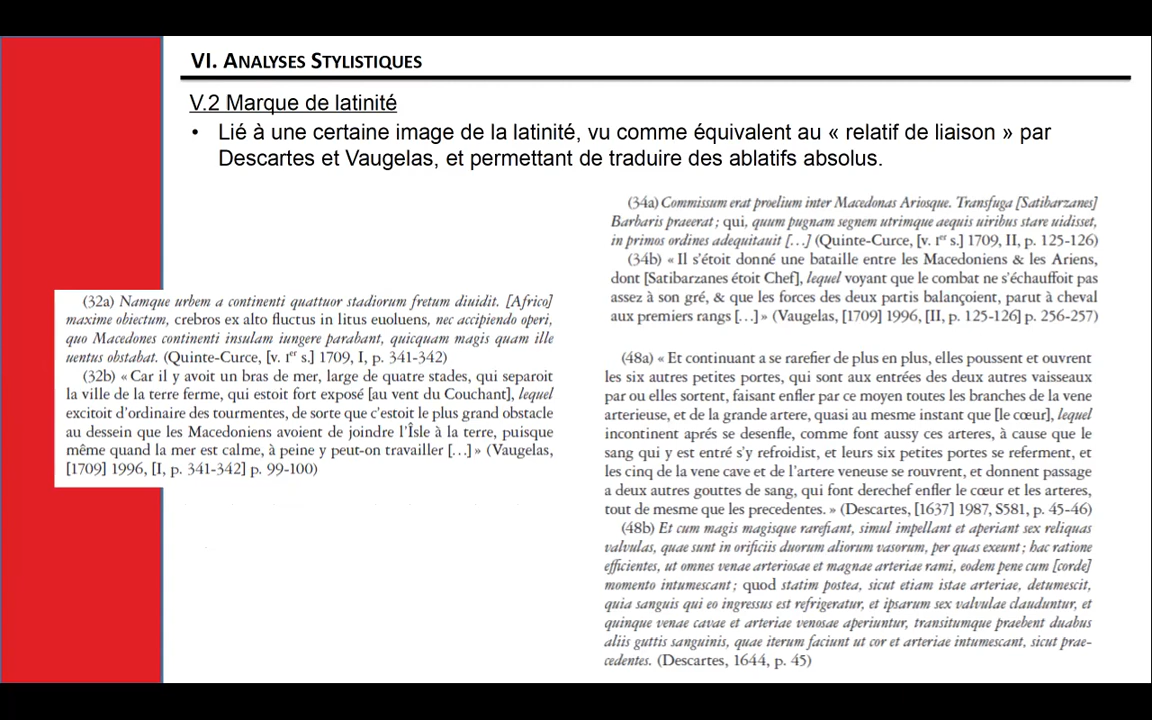 VI. ANALYSES STYLISTIQUES
V.2 Marque de latinité
• Lié à une certaine image de la latinité, vu comme équivalent au « relatif de liaison » par
Descartes et Vaugelas, et permettant de traduire des ablatifs absolus.
(32a) Namque urbem a continenti quattuor stadiorum fretum diuidit. [Africo]
maxime obiectum, crebros ex alto fluctus in litus euoluens, nec accipiendo operi,
quo Macedones continenti insulam iungere parabant, quicquam magis quam ille
uentus obstabat. (Quinte-Curce, [v. Iᵉʳ s.] 1709, I, p. 341-342)
(32b) « Car il y avoit un bras de mer, large de quatre stades, qui separoit
la ville de la terre ferme, qui estoit fort exposé [au vent du Couchant], lequel
excitoit d'ordinaire des tourmentes, de sorte que c'estoit le plus grand obstacle
au dessein que les Macedoniens avoient de joindre l'Îsle à la terre, puisque
même quand la mer est calme, à peine y peut-on travailler [...] » (Vaugelas,
[1709] 1996, [I, p. 341-342] p. 99-100)
(34a) Commissum erat proelium inter Macedonas Ariosque. Transfuga [Satibarzanes]
Barbaris praeerat ; qui, quum pugnam segnem utrimque aequis uiribus stare uidisset,
in primos ordines adequitauit [...] (Quinte-Curce, [v. Iᵉʳ s.] 1709, II, p. 125-126)
(34b) « Il s'étoit donné une bataille entre les Macedoniens & les Ariens,
dont [Satibarzanes étoit Chef], lequel voyant que le combat ne s'échauffoit pas
assez à son gré, & que les forces des deux partis balançoient, parut à cheval
aux premiers rangs [...] » (Vaugelas, [1709] 1996, [II, p. 125-126] p. 256-257)
(48a) « Et continuant a se rarefier de plus en plus, elles poussent et ouvrent
les six autres petites portes, qui sont aux entrées des deux autres vaisseaux
par ou elles sortent, faisant enfler par ce moyen toutes les branches de la vene
arterieuse, et de la grande artere, quasi au mesme instant que [le cœur], lequel
incontinent aprés se desenfle, comme font aussy ces arteres, à cause que le
sang qui y est entré s'y refroidist, et leurs six petites portes se referment, et
les cinq de la vene cave et de l'artere veneuse se rouvrent, et donnent passage
a deux autres gouttes de sang, qui font derechef enfler le cœur et les arteres,
tout de mesme que les precedentes. » (Descartes, [1637] 1987, S581, p. 45-46)
(48b) Et cum magis magisque rarefiant, simul impellant et aperiant sex reliquas
valvulas, quae sunt in orificiis duorum aliorum vasorum, per quas exeunt ; hac ratione
efficientes, ut omnes venae arteriosae et magnae arteriae rami, eodem pene cum [corde]
momento intumescant ; quod statim postea, sicut etiam istae arteriae, detumescit,
quia sanguis qui eo ingressus est refrigeratur, et ipsarum sex valvulae clauduntur, et
quinque venae cavae et arteriae venosae aperiuntur, transitumque praebent duabus
aliis guttis sanguinis, quae iterum faciunt ut cor et arteriae intumescant, sicut prae-
cedentes. (Descartes, 1644, p. 45)